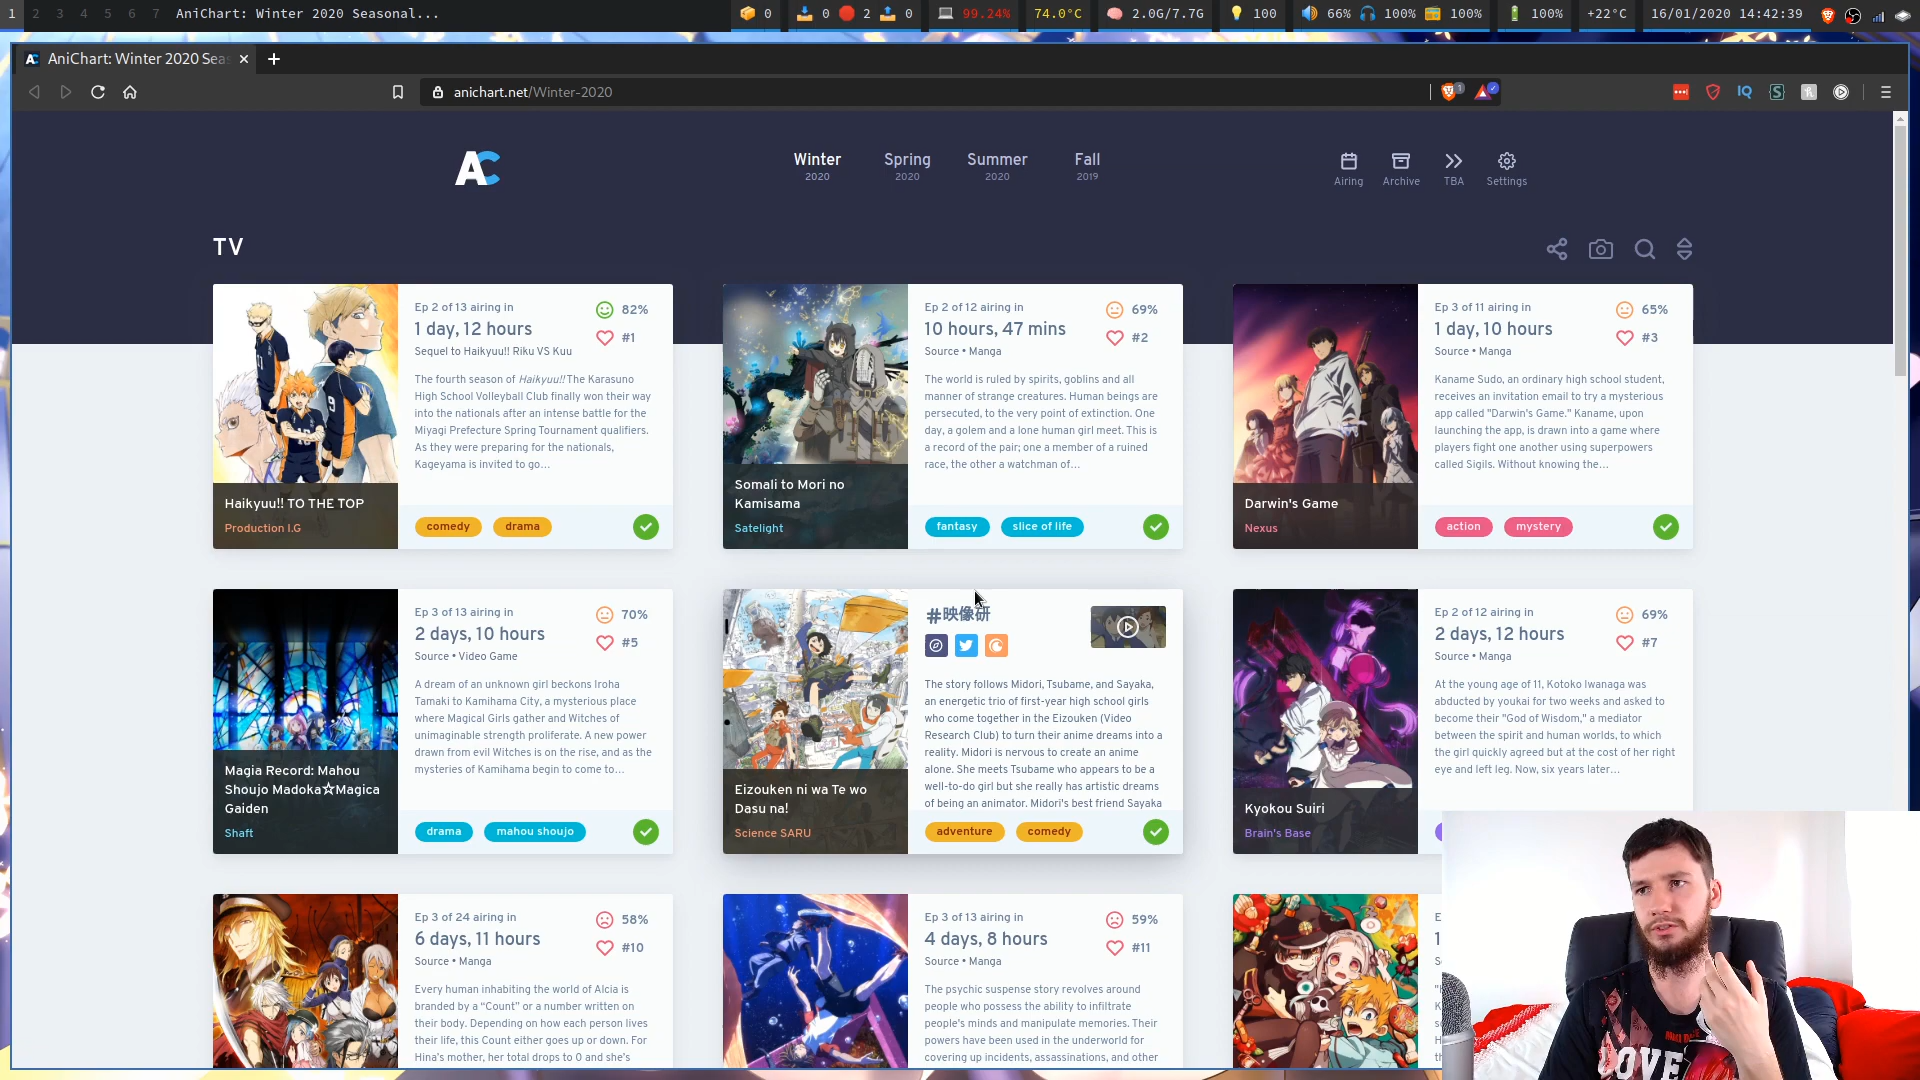 1 2 3 4 5 6 7 AniChart: Winter 2020 Seasonal... 0 0 2 0 99.24% 74.0°C 2.0G/7.7G 100 66% 100% 100% 100% +22°C 16/01/2020 14:42:39
AniChart: Winter 2020 Sea
anichart.net/Winter-2020
1
IQ
AC
Winter Spring Summer Fall
2020 2020 2020 2019
Airing Archive TBA Settings
TV
Ep 2 of 13 airing in 82%
1 day, 12 hours #1
Sequel to Haikyuu!! Riku VS Kuu
The fourth season of Haikyuu!! The Karasuno
High School Volleyball Club finally won their way
into the nationals after an intense battle for the
Miyagi Prefecture Spring Tournament qualifiers.
As they were preparing for the nationals,
Kageyama is invited to go...
Haikyuu!! TO THE TOP
Production I.G
comedy drama
Ep 2 of 12 airing in 69%
10 hours, 47 mins #2
Source • Manga
The world is ruled by spirits, goblins and all
manner of strange creatures. Human beings are
persecuted, to the very point of extinction. One
day, a golem and a lone human girl meet. This is
a record of the pair; one a member of a ruined
race, the other a watchman of...
Somali to Mori no
Kamisama
Satelight
fantasy slice of life
Ep 3 of 11 airing in 65%
1 day, 10 hours #3
Source • Manga
Kaname Sudo, an ordinary high school student,
receives an invitation email to try a mysterious
app called "Darwin's Game." Kaname, upon
launching the app, is drawn into a game where
players fight one another using superpowers
called Sigils. Without knowing the...
Darwin's Game
Nexus
action mystery
Ep 3 of 13 airing in 70%
2 days, 10 hours #5
Source • Video Game
A dream of an unknown girl beckons Iroha
Tamaki to Kamihama City, a mysterious place
where Magical Girls gather and Witches of
unimaginable strength proliferate. A new power
drawn from evil Witches is on the rise, and as the
mysteries of Kamihama begin to come to...
Magia Record: Mahou
Shoujo Madoka☆Magica
Gaiden
Shaft
drama mahou shoujo
#映像研
The story follows Midori, Tsubame, and Sayaka,
an energetic trio of first-year high school girls
who come together in the Eizouken (Video
Research Club) to turn their anime dreams into a
reality. Midori is nervous to create an anime
alone. She meets Tsubame who appears to be a
well-to-do girl but she really has artistic dreams
of being an animator. Midori's best friend Sayaka
Eizouken ni wa Te wo
Dasu na!
Science SARU
adventure comedy
Ep 2 of 12 airing in 69%
2 days, 12 hours #7
Source • Manga
At the young age of 11, Kotoko Iwanaga was
abducted by youkai for two weeks and asked to
become their "God of Wisdom," a mediator
between the spirit and human worlds, to which
the girl quickly agreed but at the cost of her right
eye and left leg. Now, six years later...
Kyokou Suiri
Brain's Base
Ep 3 of 24 airing in 58%
6 days, 11 hours #10
Source • Manga
Every human inhabiting the world of Alcia is
branded by a “Count” or a number written on
their body. Depending on how each person lives
their life, this Count either goes up or down. For
Hina's mother, her total drops to 0 and she's
Ep 3 of 13 airing in 59%
4 days, 8 hours #11
Source • Manga
The psychic suspense story revolves around
people who possess the ability to infiltrate
people's minds and manipulate memories. Their
powers have been used in the underworld for
covering up incidents, assassinations, and other
LOVE